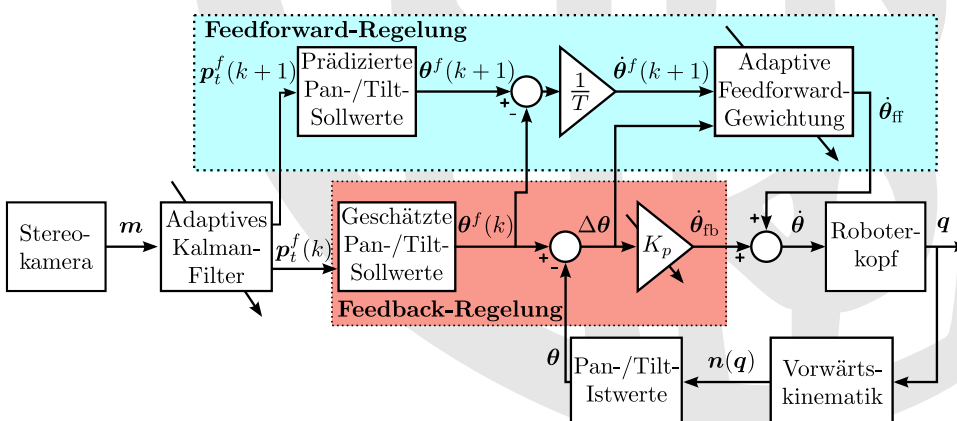 Feedforward-Regelung
p_t^f(k+1)
Prädizierte
Pan-/Tilt-
Sollwerte
θ^f(k+1)
+
-
1/T
θ̇^f(k+1)
Adaptive
Feedforward-
Gewichtung
θ̇_ff
Stereo-
kamera
m
Adaptives
Kalman-
Filter
p_t^f(k)
Geschätzte
Pan-/Tilt-
Sollwerte
θ^f(k)
+
-
Δθ
K_p
θ̇_fb
+
+
θ̇
Roboter-
kopf
q
Feedback-Regelung
θ
Pan-/Tilt-
Istwerte
n(q)
Vorwärts-
kinematik